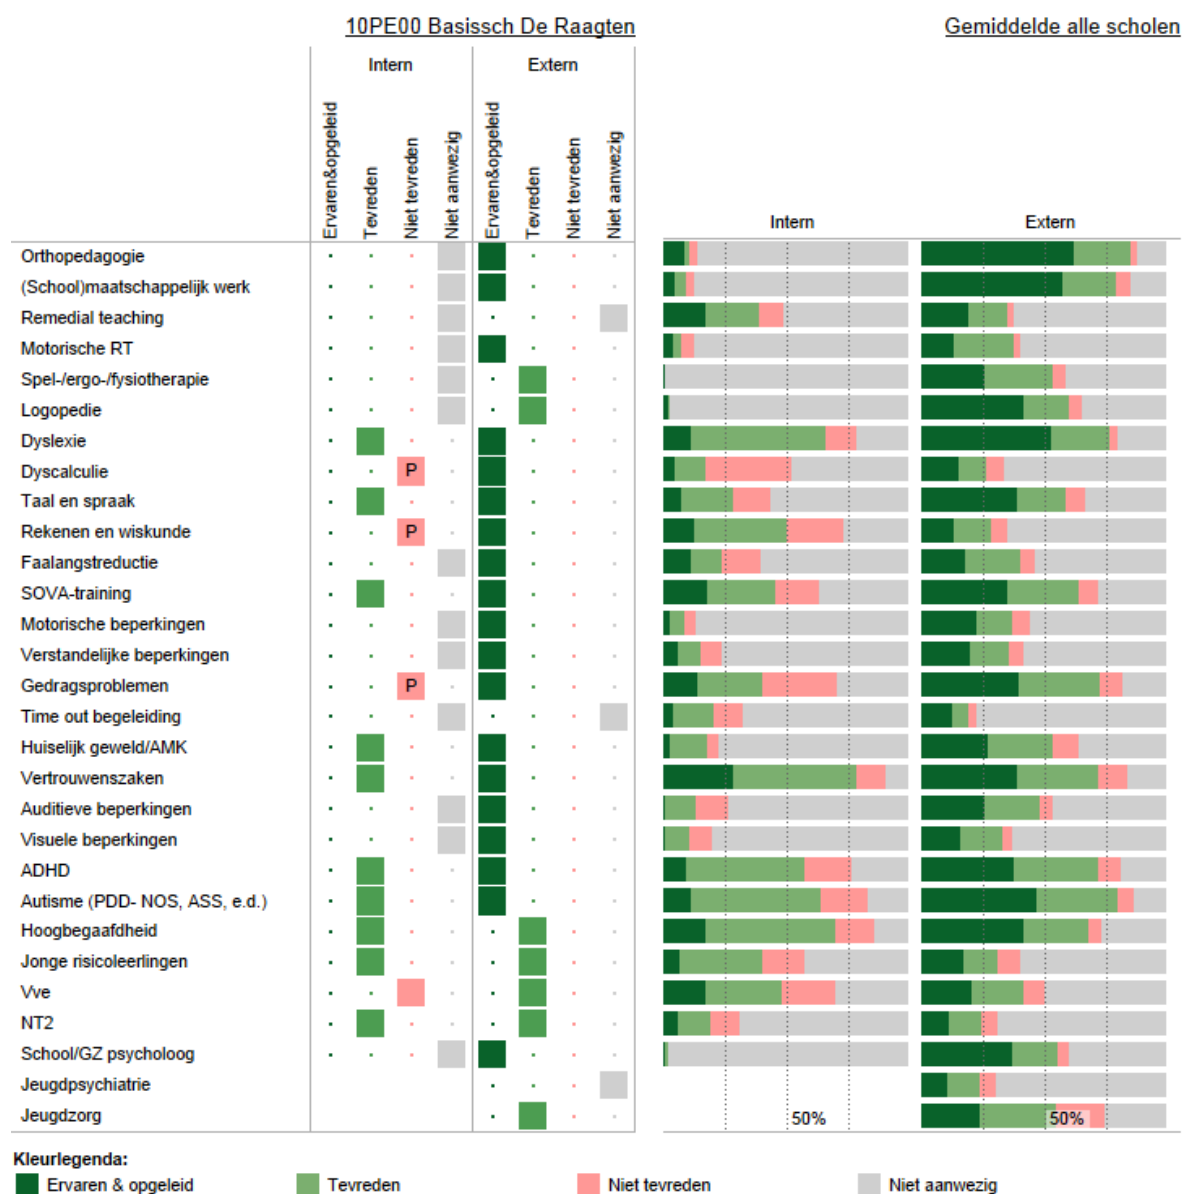 10PE00 Basissch De Raagten
Gemiddelde alle scholen
Intern
Extern
Ervaren&opgeleid
Tevreden
Niet tevreden
Niet aanwezig
Ervaren&opgeleid
Tevreden
Niet tevreden
Niet aanwezig
Intern
Extern
Orthopedagogie
(School)maatschappelijk werk
Remedial teaching
Motorische RT
Spel-/ergo-/fysiotherapie
Logopedie
Dyslexie
Dyscalculie P
Taal en spraak
Rekenen en wiskunde P
Faalangstreductie
SOVA-training
Motorische beperkingen
Verstandelijke beperkingen
Gedragsproblemen P
Time out begeleiding
Huiselijk geweld/AMK
Vertrouwenszaken
Auditieve beperkingen
Visuele beperkingen
ADHD
Autisme (PDD- NOS, ASS, e.d.)
Hoogbegaafdheid
Jonge risicoleerlingen
Vve
NT2
School/GZ psycholoog
Jeugdpsychiatrie
Jeugdzorg
50%
50%
Kleurlegenda:
Ervaren & opgeleid
Tevreden
Niet tevreden
Niet aanwezig